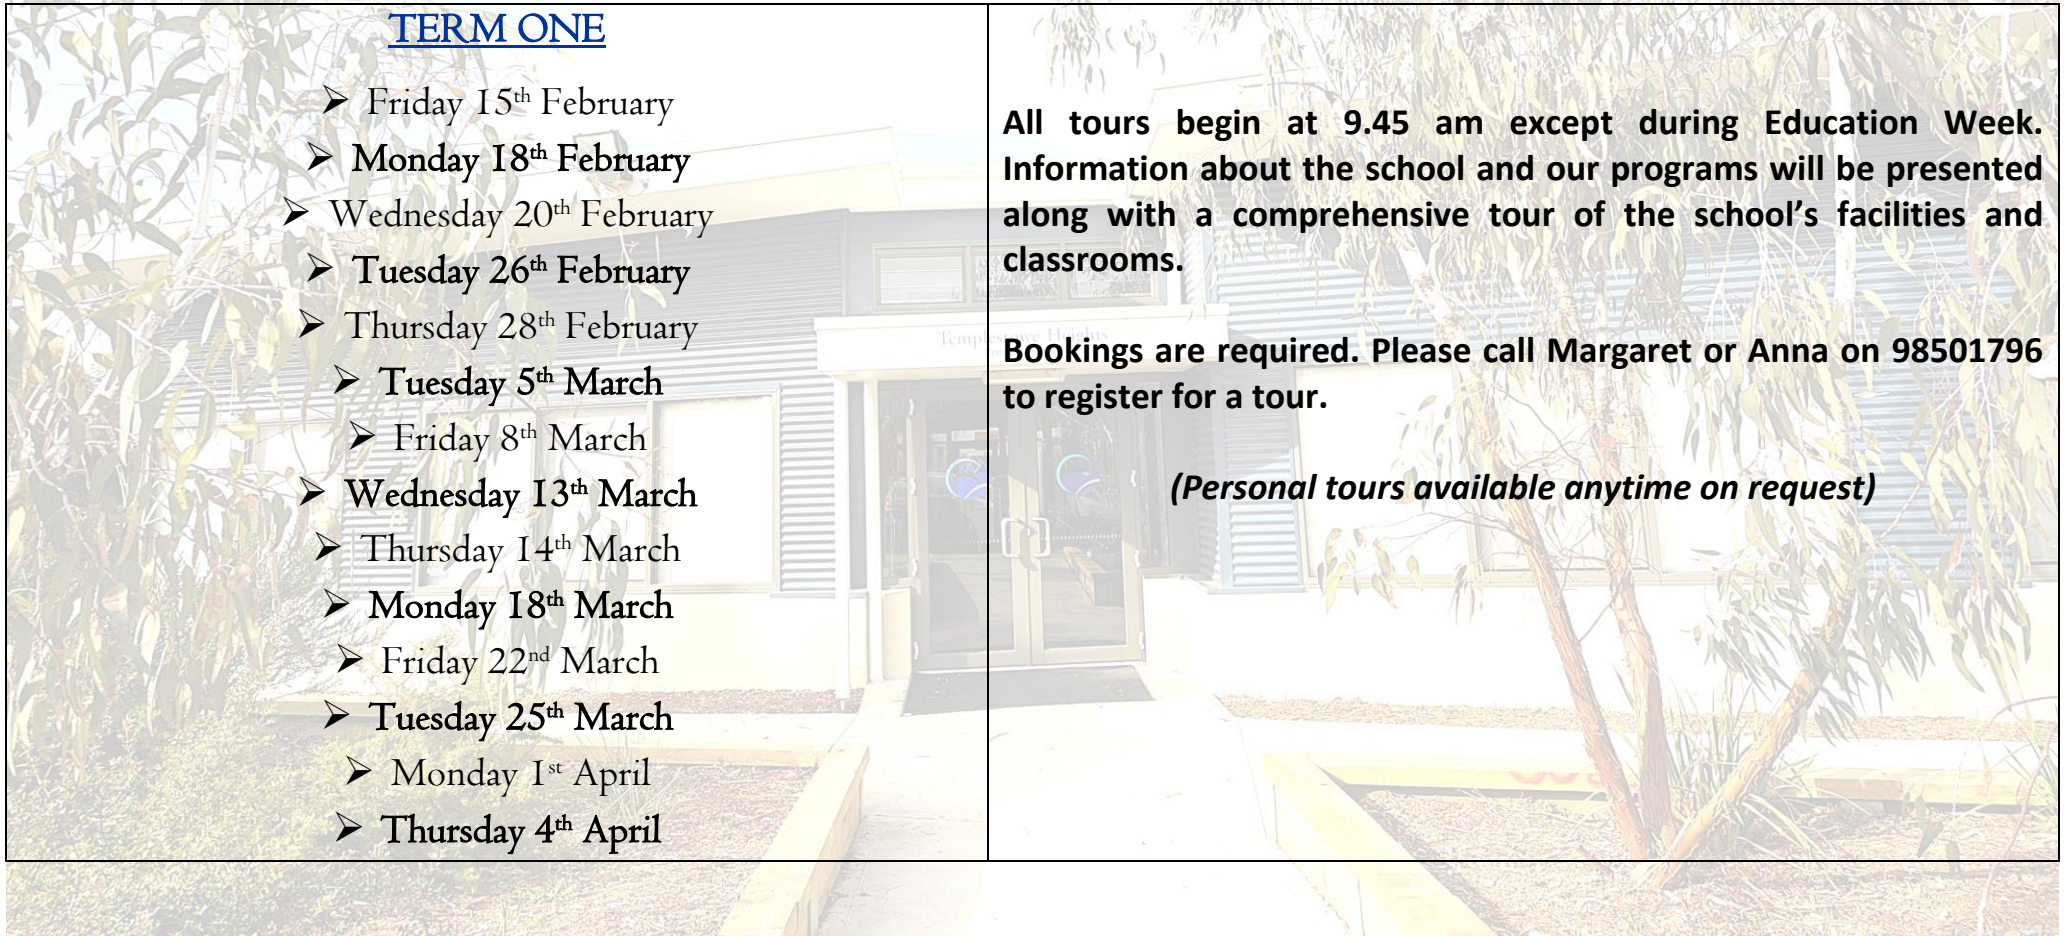 TERM ONE
➢ Friday 15th February
➢ Monday 18th February
➢ Wednesday 20th February
➢ Tuesday 26th February
➢ Thursday 28th February
➢ Tuesday 5th March
➢ Friday 8th March
➢ Wednesday 13th March
➢ Thursday 14th March
➢ Monday 18th March
➢ Friday 22nd March
➢ Tuesday 25th March
➢ Monday 1st April
➢ Thursday 4th April
All tours begin at 9.45 am except during Education Week.
Information about the school and our programs will be presented
along with a comprehensive tour of the school's facilities and
classrooms.
Templestowe Heights
Bookings are required. Please call Margaret or Anna on 98501796
to register for a tour.
(Personal tours available anytime on request)